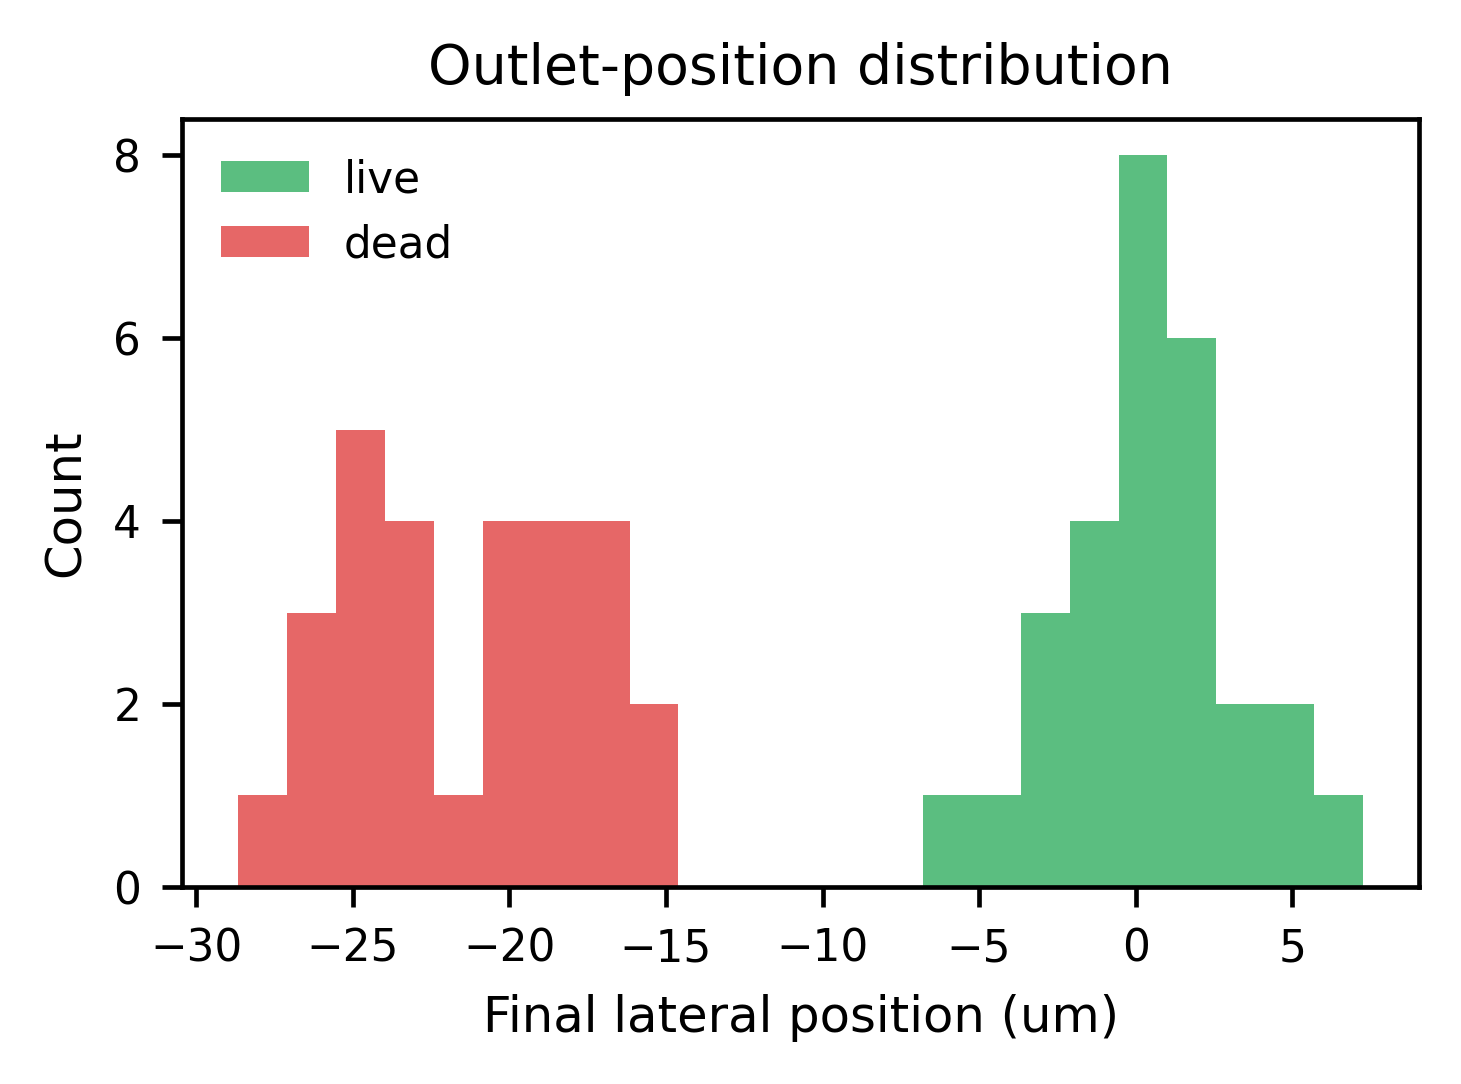 Outlet-position distribution
live
dead
8
6
4
2
0
Count
−30 −25 −20 −15 −10 −5 0 5
Final lateral position (um)